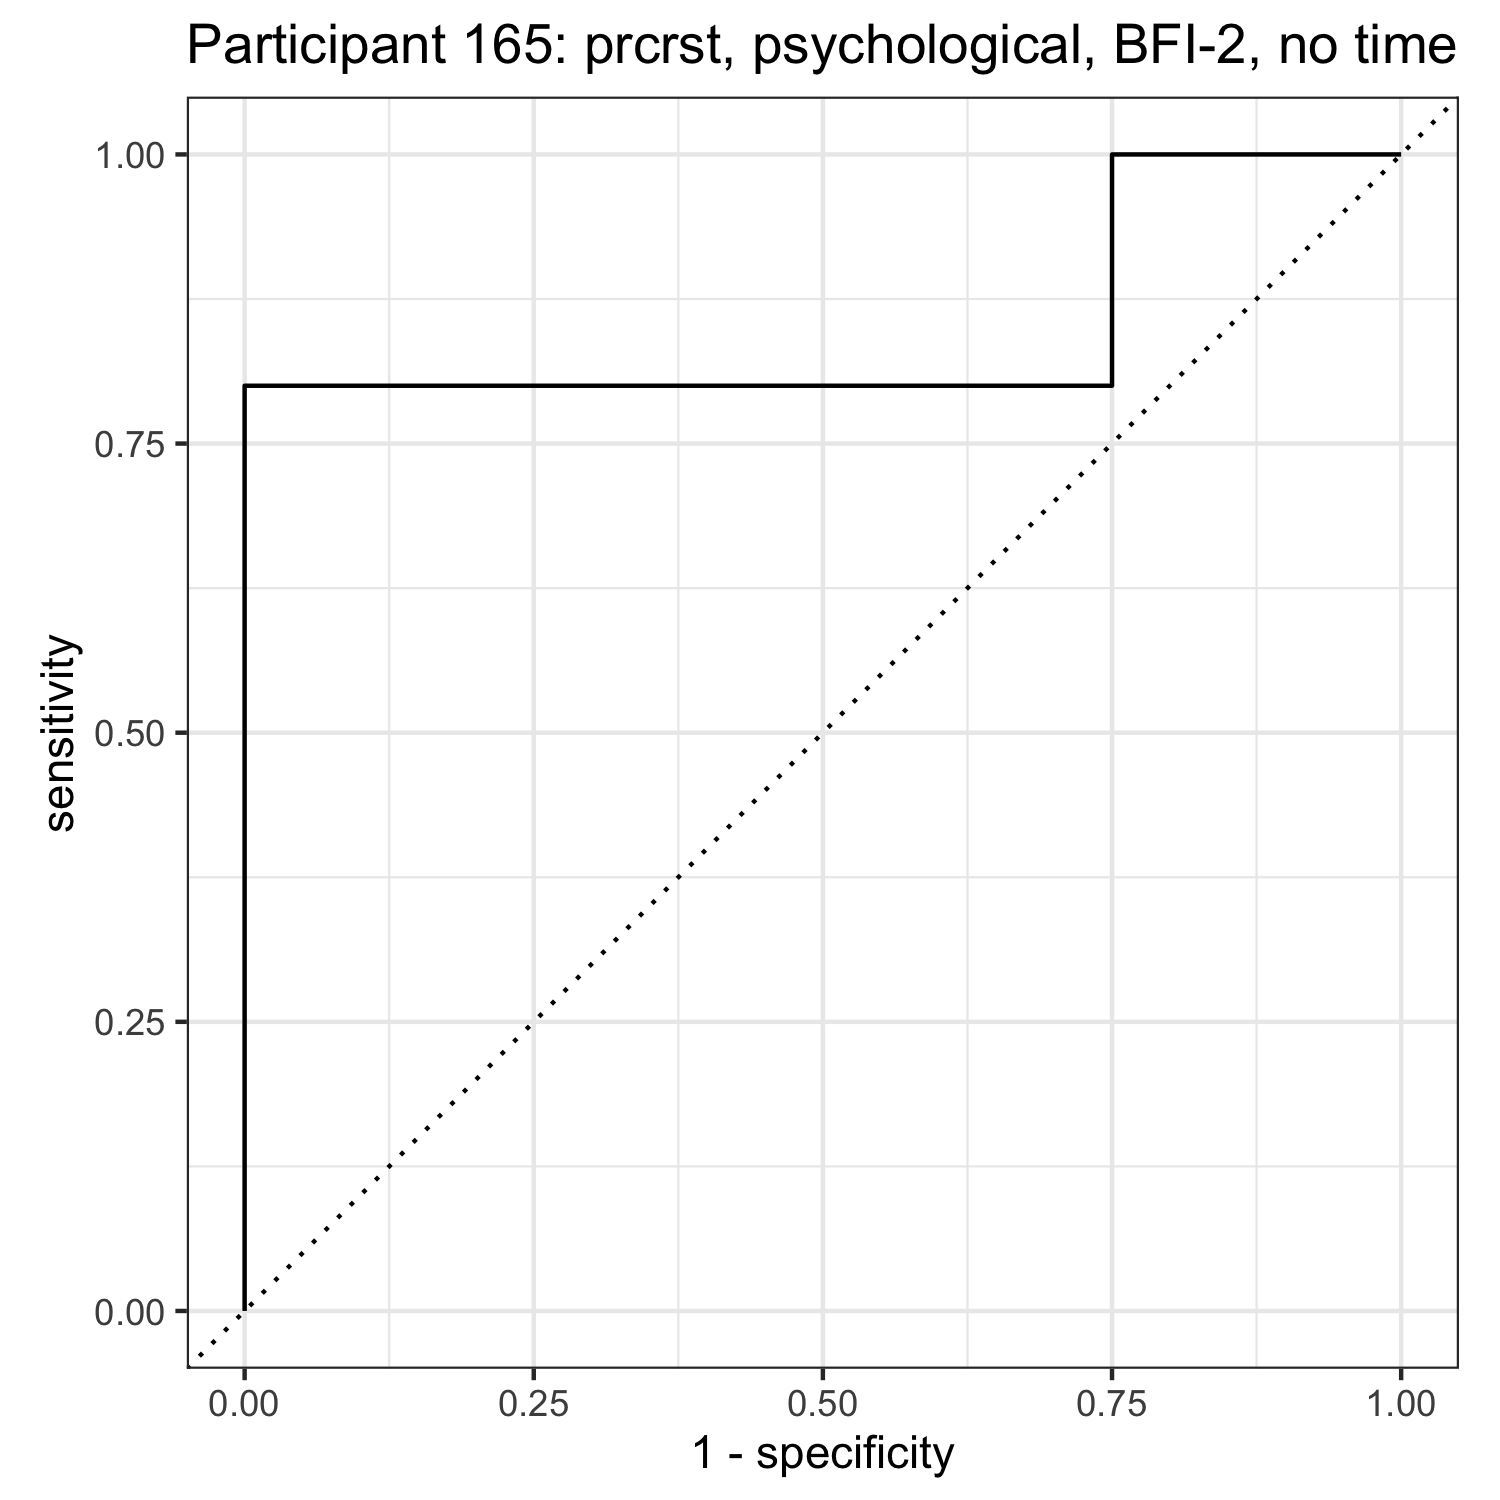 Participant 165: prcrst, psychological, BFI-2, no time
1.00
0.75
0.50
0.25
0.00
sensitivity
0.00 0.25 0.50 0.75 1.00
1 - specificity